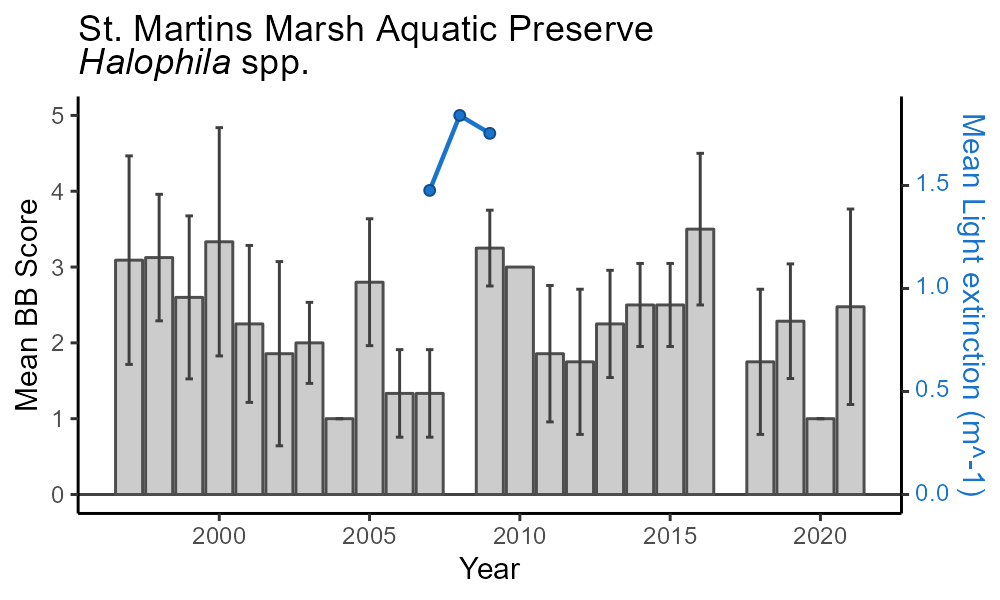 St. Martins Marsh Aquatic Preserve
Halophila spp.
5
4
3
2
1
0
Mean BB Score
1.5
1.0
0.5
0.0
Mean Light extinction (m^-1)
2000 2005 2010 2015 2020
Year